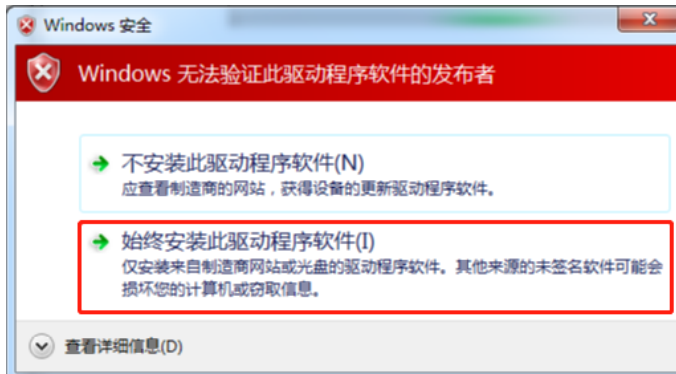 Windows 安全
Windows 无法验证此驱动程序软件的发布者
不安装此驱动程序软件(N)
应查看制造商的网站，获得设备的更新驱动程序软件。
始终安装此驱动程序软件(I)
仅安装来自制造商网站或光盘的驱动程序软件。其他来源的未签名软件可能会
损坏您的计算机或窃取信息。
查看详细信息(D)